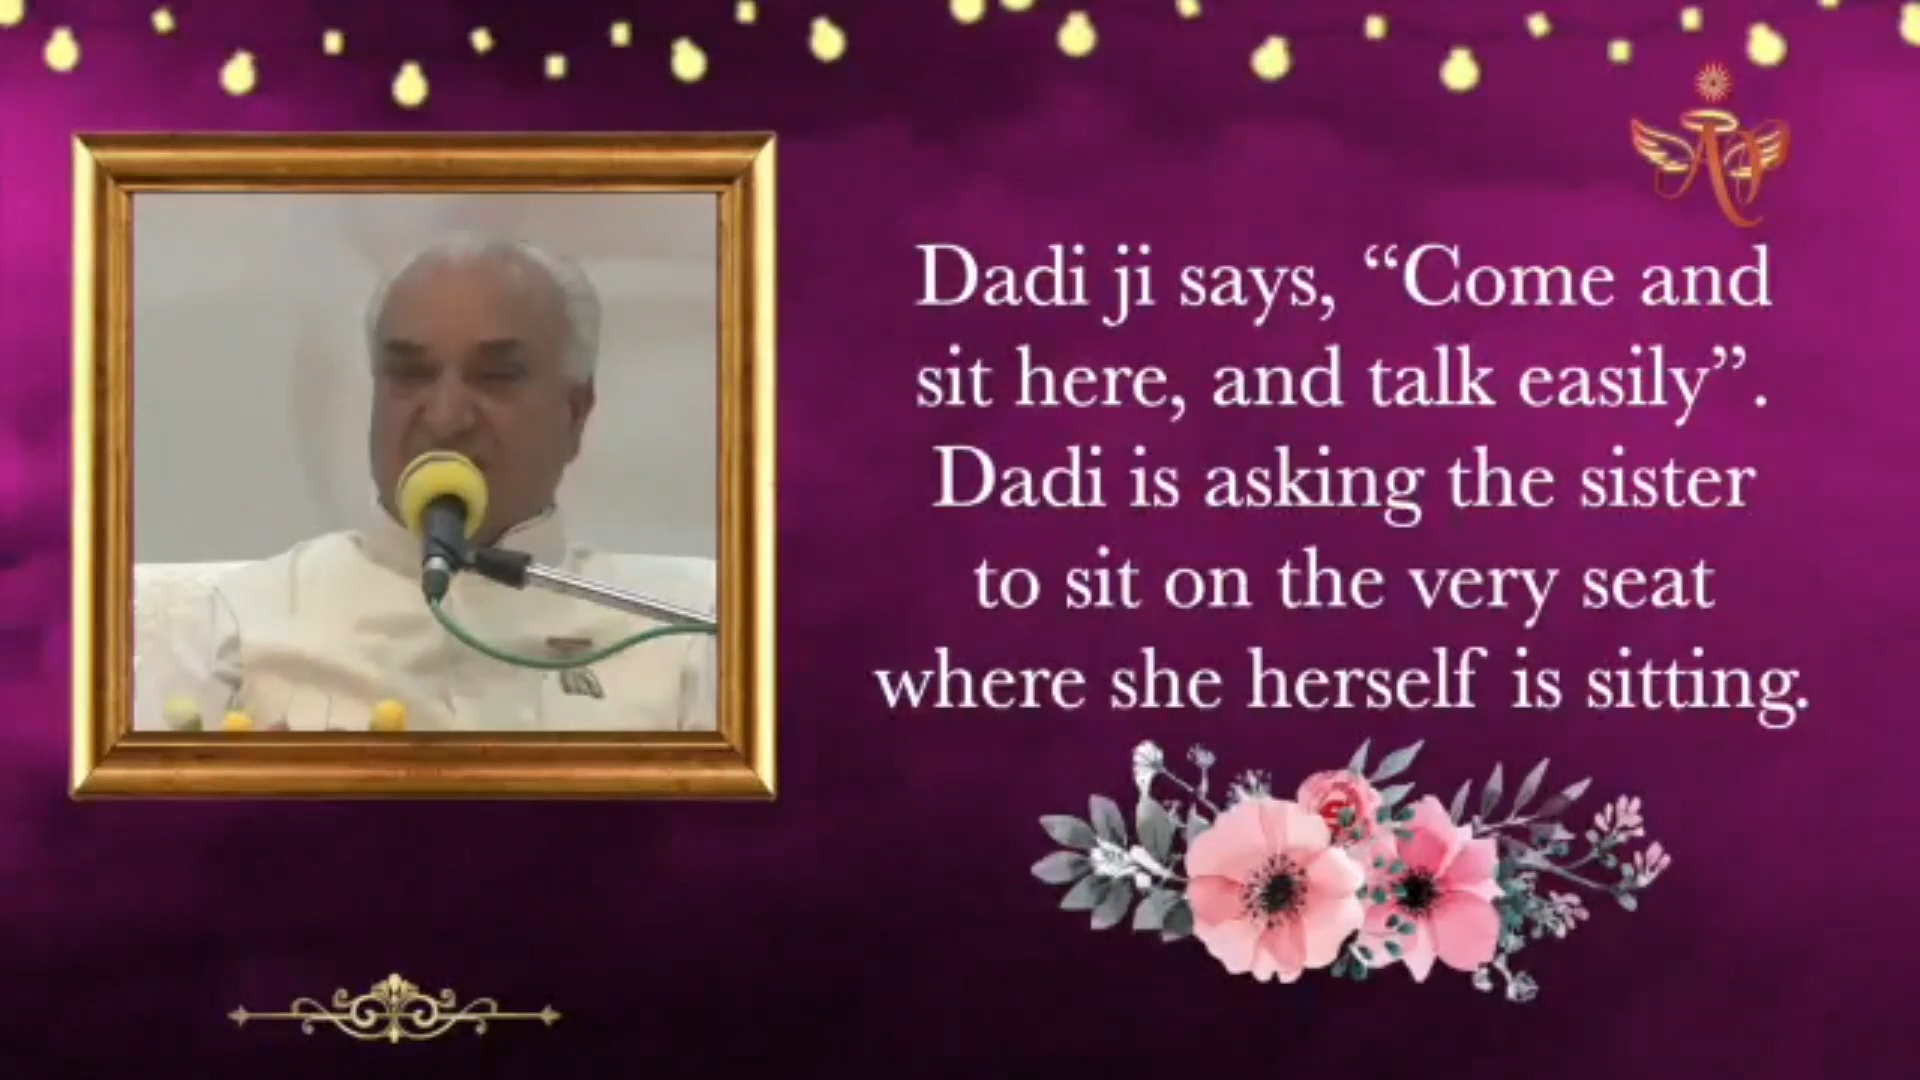 Dadi ji says, “Come and
sit here, and talk easily”.
Dadi is asking the sister
to sit on the very seat
where she herself is sitting.